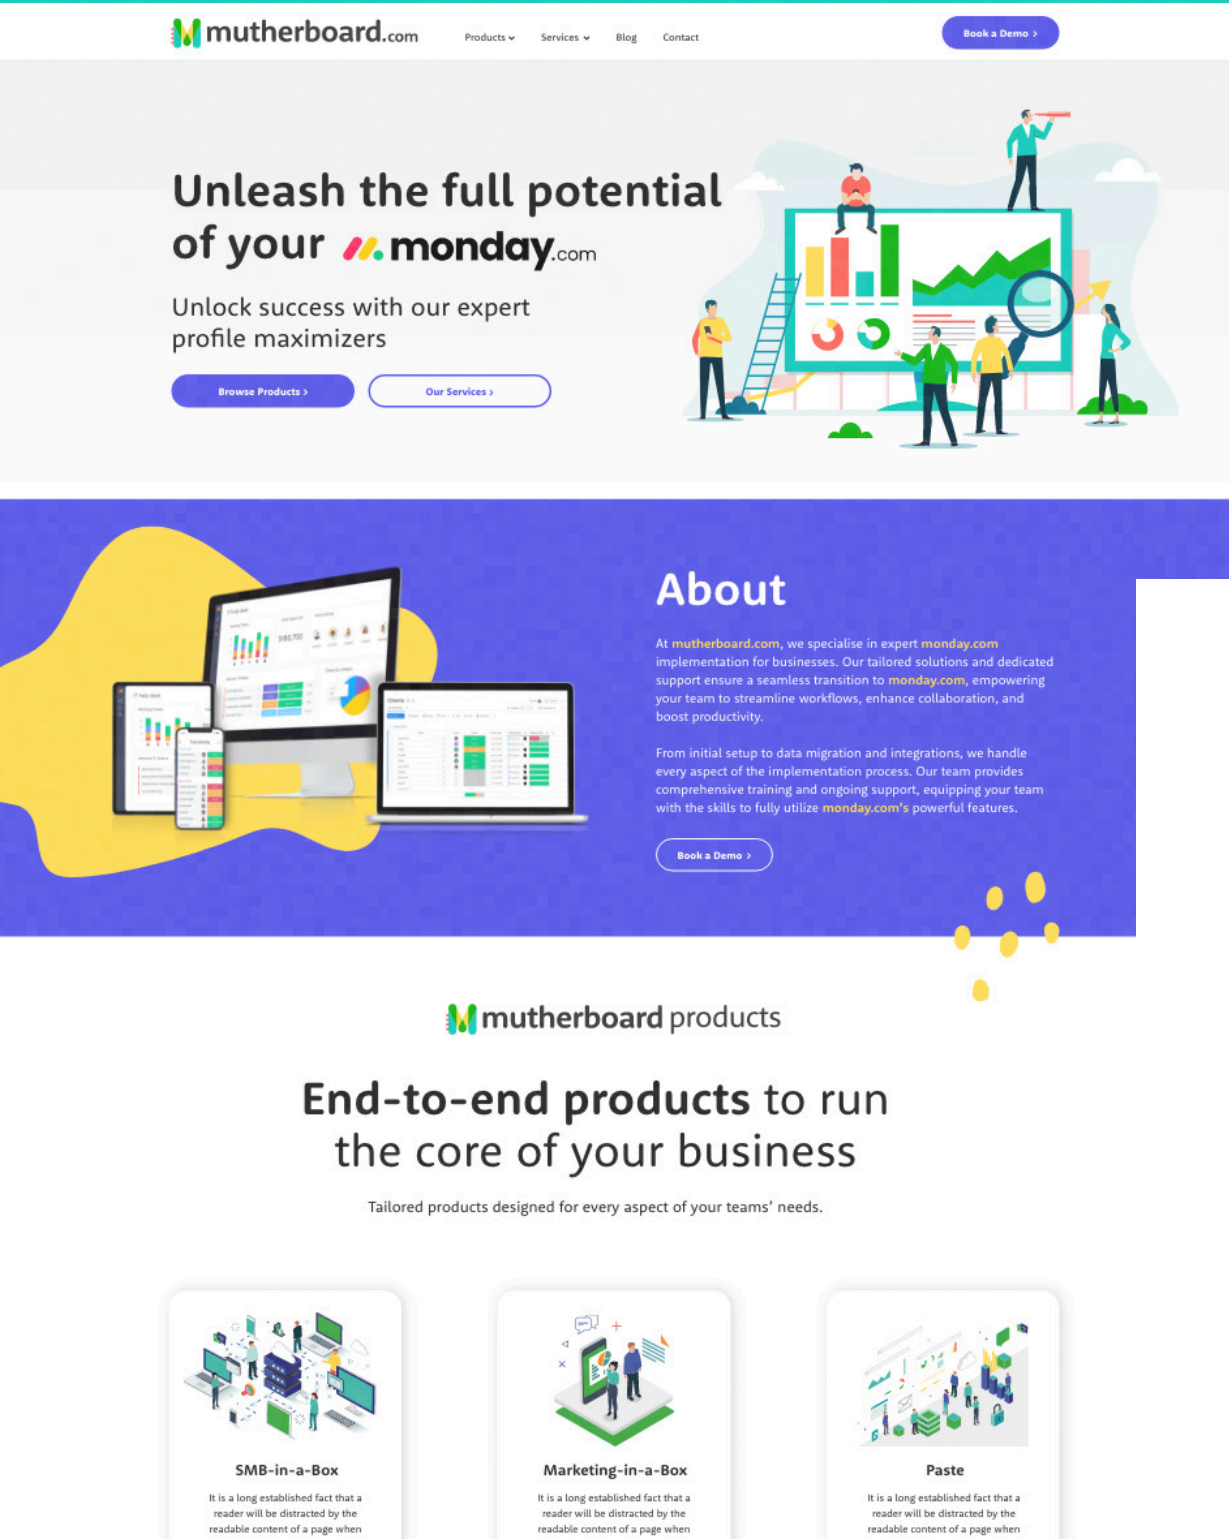 mutherboard.com
Products
Services
Blog
Contact
Book a Demo >
Unleash the full potential
of your monday.com
Unlock success with our expert
profile maximizers
Browse Products >
Our Services >
About
At mutherboard.com, we specialise in expert monday.com
implementation for businesses. Our tailored solutions and dedicated
support ensure a seamless transition to monday.com, empowering
your team to streamline workflows, enhance collaboration, and
boost productivity.
From initial setup to data migration and integrations, we handle
every aspect of the implementation process. Our team provides
comprehensive training and ongoing support, equipping your team
with the skills to fully utilize monday.com's powerful features.
Book a Demo >
mutherboard products
End-to-end products to run
the core of your business
Tailored products designed for every aspect of your teams' needs.
SMB-in-a-Box
It is a long established fact that a
reader will be distracted by the
readable content of a page when
Marketing-in-a-Box
It is a long established fact that a
reader will be distracted by the
readable content of a page when
Paste
It is a long established fact that a
reader will be distracted by the
readable content of a page when